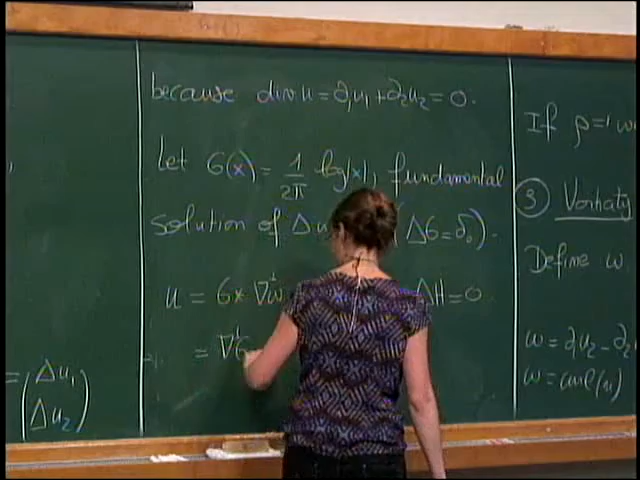 because div u = ∂₁u₁ + ∂₂u₂ = 0.
Let G(x) = 1/2π log|x|, fundamental
solution of Δ (ΔG = δ₀).
u = G * ∇⊥ω ΔH = 0
= ∇⊥G
= (Δu₁
Δu₂)
If ρ = 1
③ Vorticity
Define ω
ω = ∂₁u₂ - ∂₂
ω = curl(u)